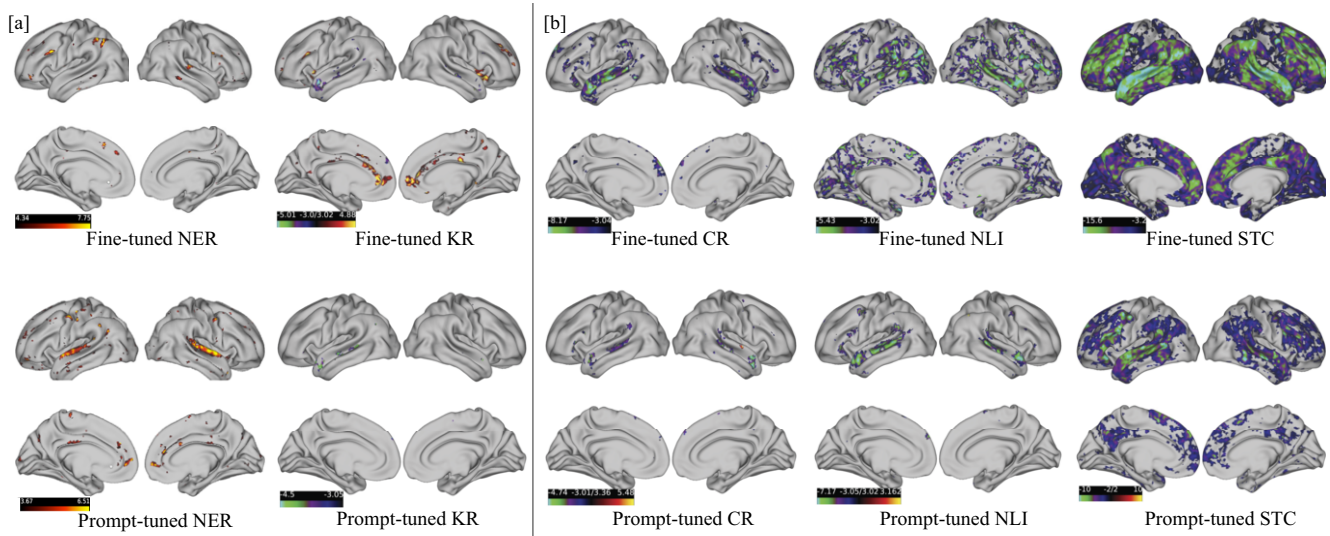 [a]
[b]
4.34 7.75
-5.01 -3.0/3.02 4.88
-8.17 -3.04
-5.43 -3.02
-15.6 -3.2
Fine-tuned NER
Fine-tuned KR
Fine-tuned CR
Fine-tuned NLI
Fine-tuned STC
3.67 6.51
-4.5 -3.05
-4.74 -3.01/3.36 5.48
-7.17 -3.05/3.02 3.162
-10 -2/2
Prompt-tuned NER
Prompt-tuned KR
Prompt-tuned CR
Prompt-tuned NLI
Prompt-tuned STC